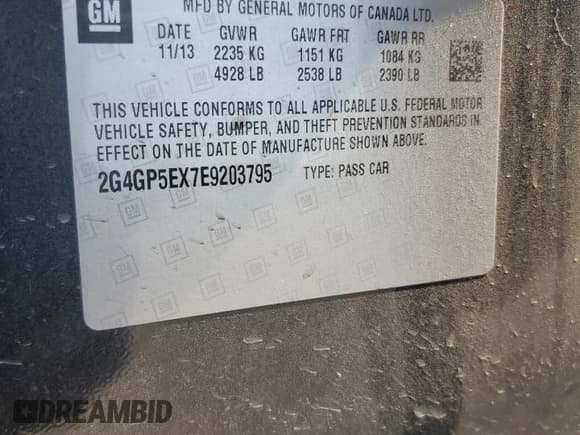 GM
MFD BY GENERAL MOTORS OF CANADA LTD.
DATE GVWR GAWR FRT GAWR RR
11/13 2235 KG 1151 KG 1084 KG
4928 LB 2538 LB 2390 LB
THIS VEHICLE CONFORMS TO ALL APPLICABLE U.S. FEDERAL MOTOR
VEHICLE SAFETY, BUMPER, AND THEFT PREVENTION STANDARDS IN
EFFECT ON THE DATE OF MANUFACTURE SHOWN ABOVE.
2G4GP5EX7E9203795 TYPE: PASS CAR
DREAMBID